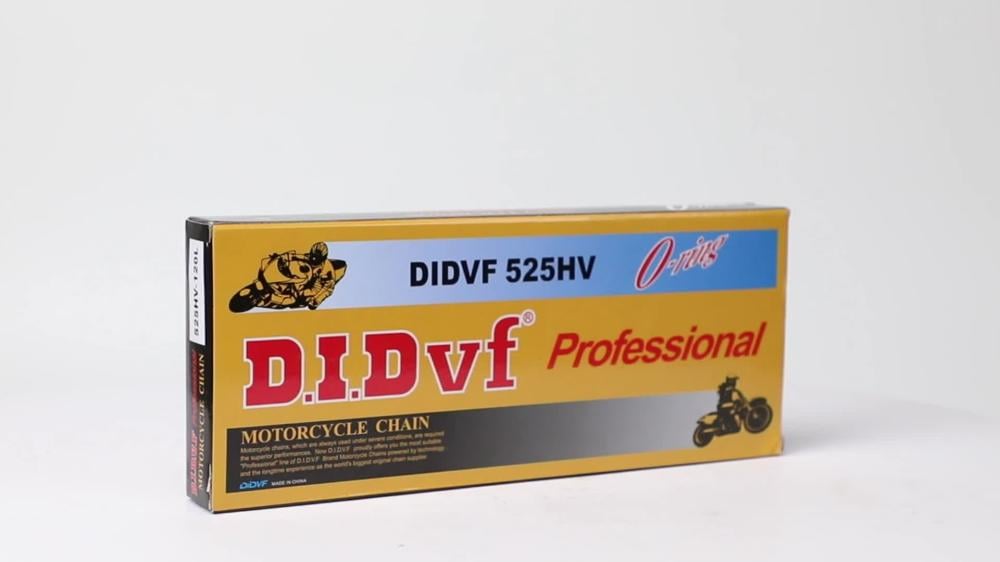 DIDVF 525HV
O-ring
D.I.Dvf®
Professional
MOTORCYCLE CHAIN
Motorcycle chains, which are always used under severe conditions, are required
the superior performances. Now D.I.D.V.F proudly offers you the most suitable
"Professional" line of D.I.D.V.F Brand Motorcycle Chains powered by technology
and the longtime experience as the world's biggest original chain supplier.
DIDVF MADE IN CHINA
525HV-120L
D.I.Dvf Professional
MOTORCYCLE CHAIN